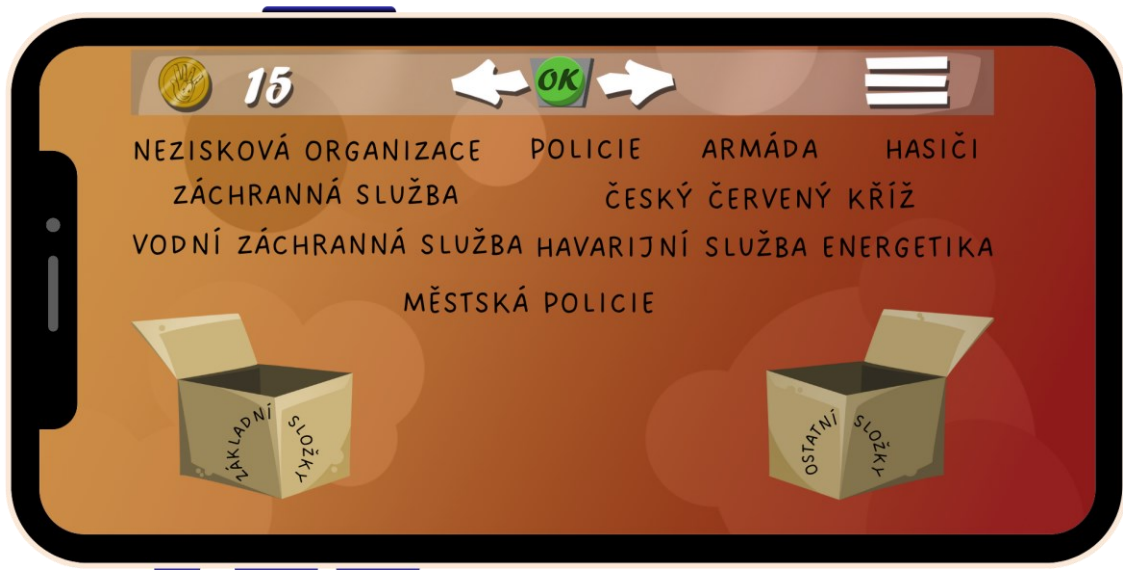 15 OK
NEZISKOVÁ ORGANIZACE POLICIE ARMÁDA HASIČI
ZÁCHRANNÁ SLUŽBA ČESKÝ ČERVENÝ KŘÍŽ
VODNÍ ZÁCHRANNÁ SLUŽBA HAVARIJNÍ SLUŽBA ENERGETIKA
MĚSTSKÁ POLICIE
ZÁKLADNÍ SLOŽKY
OSTATNÍ SLOŽKY